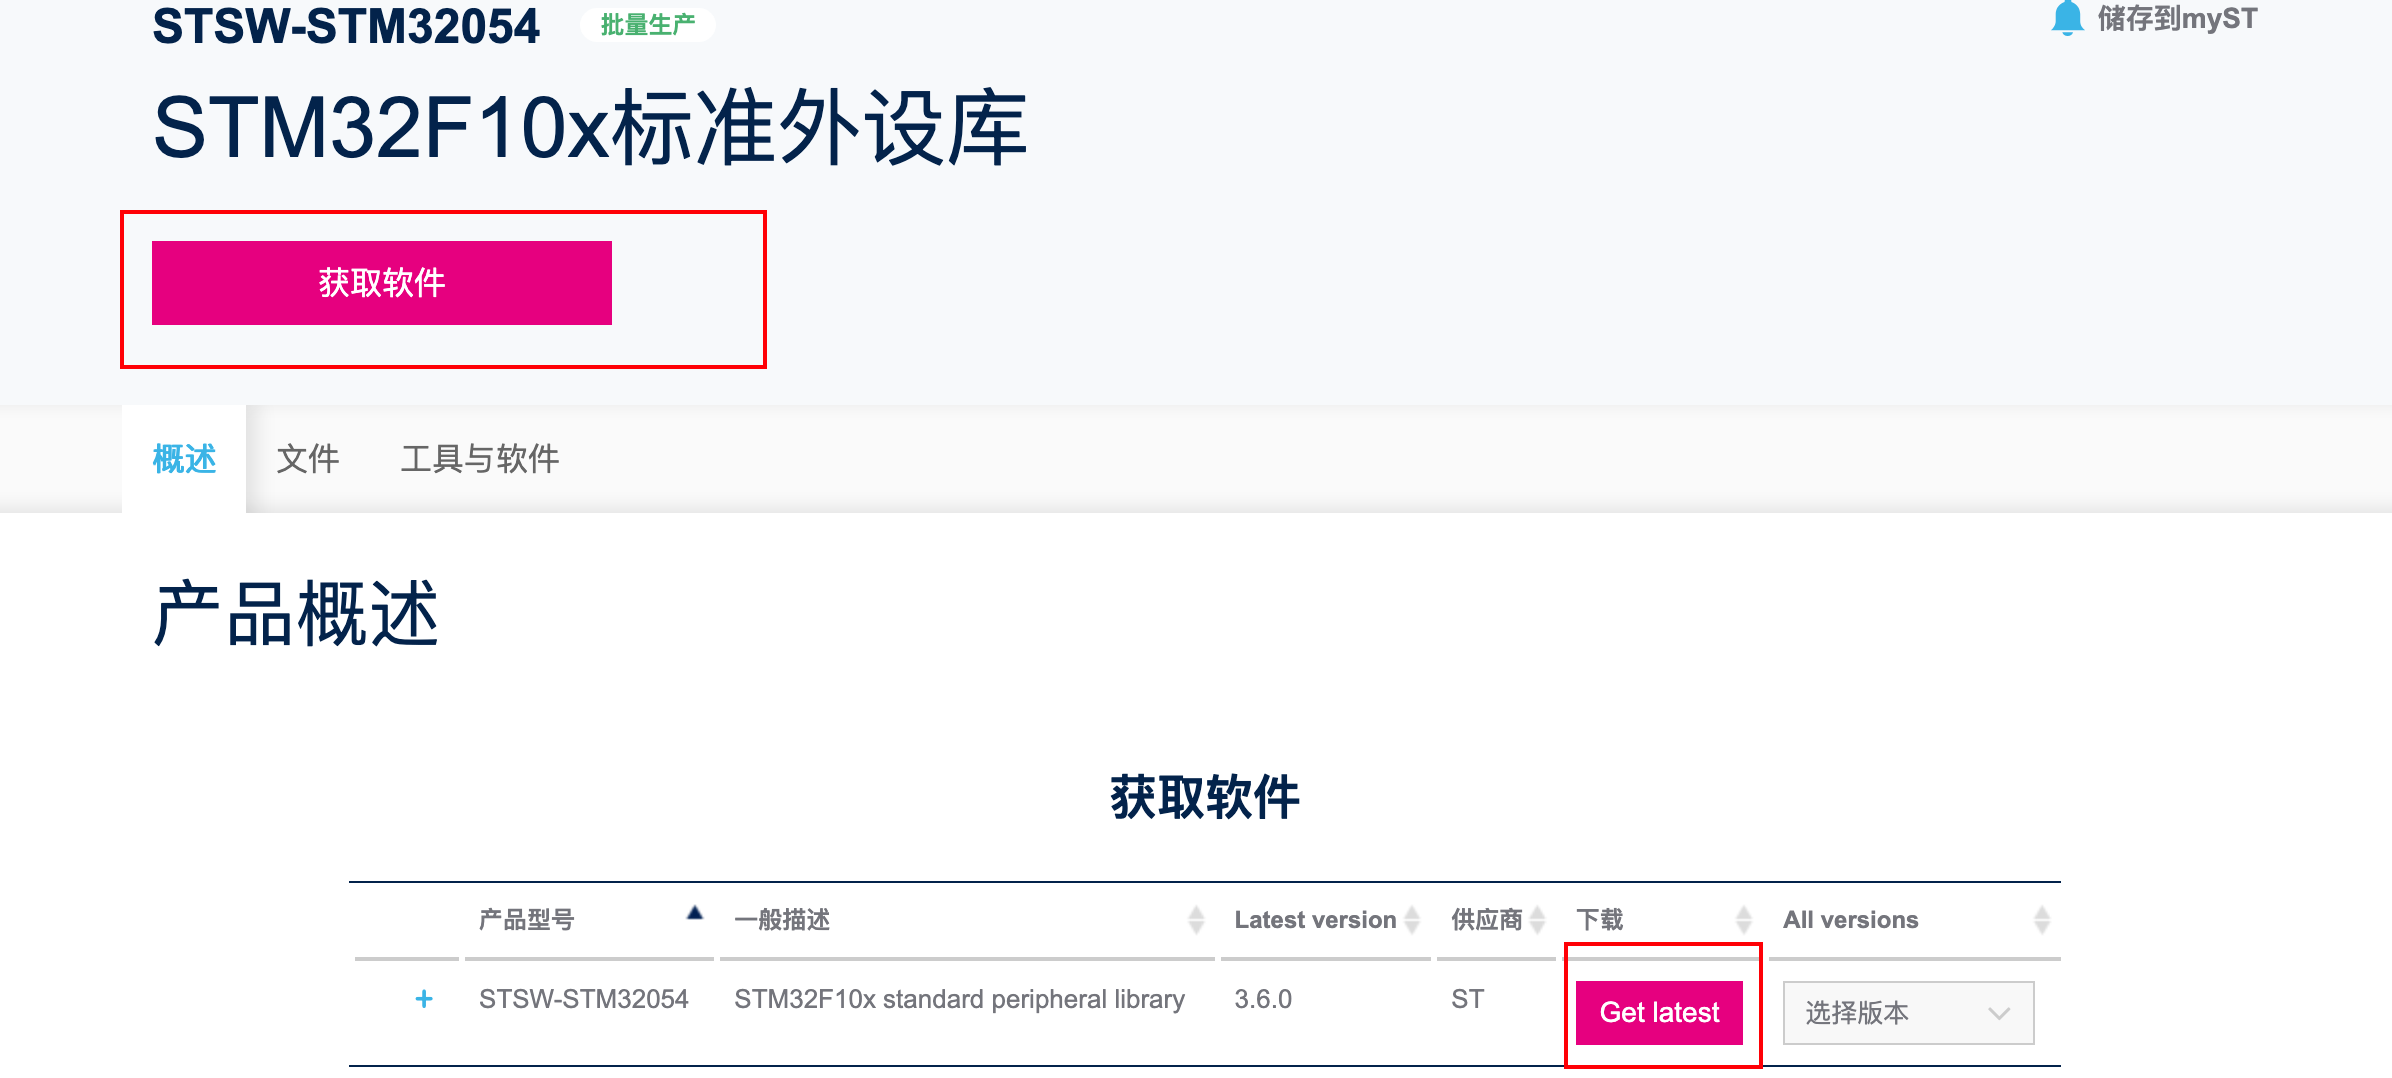 STSW-STM32054 批量生产 储存到myST
STM32F10x标准外设库
获取软件
概述 文件 工具与软件
产品概述
获取软件
产品型号 一般描述 Latest version 供应商 下载 All versions
+ STSW-STM32054 STM32F10x standard peripheral library 3.6.0 ST Get latest 选择版本